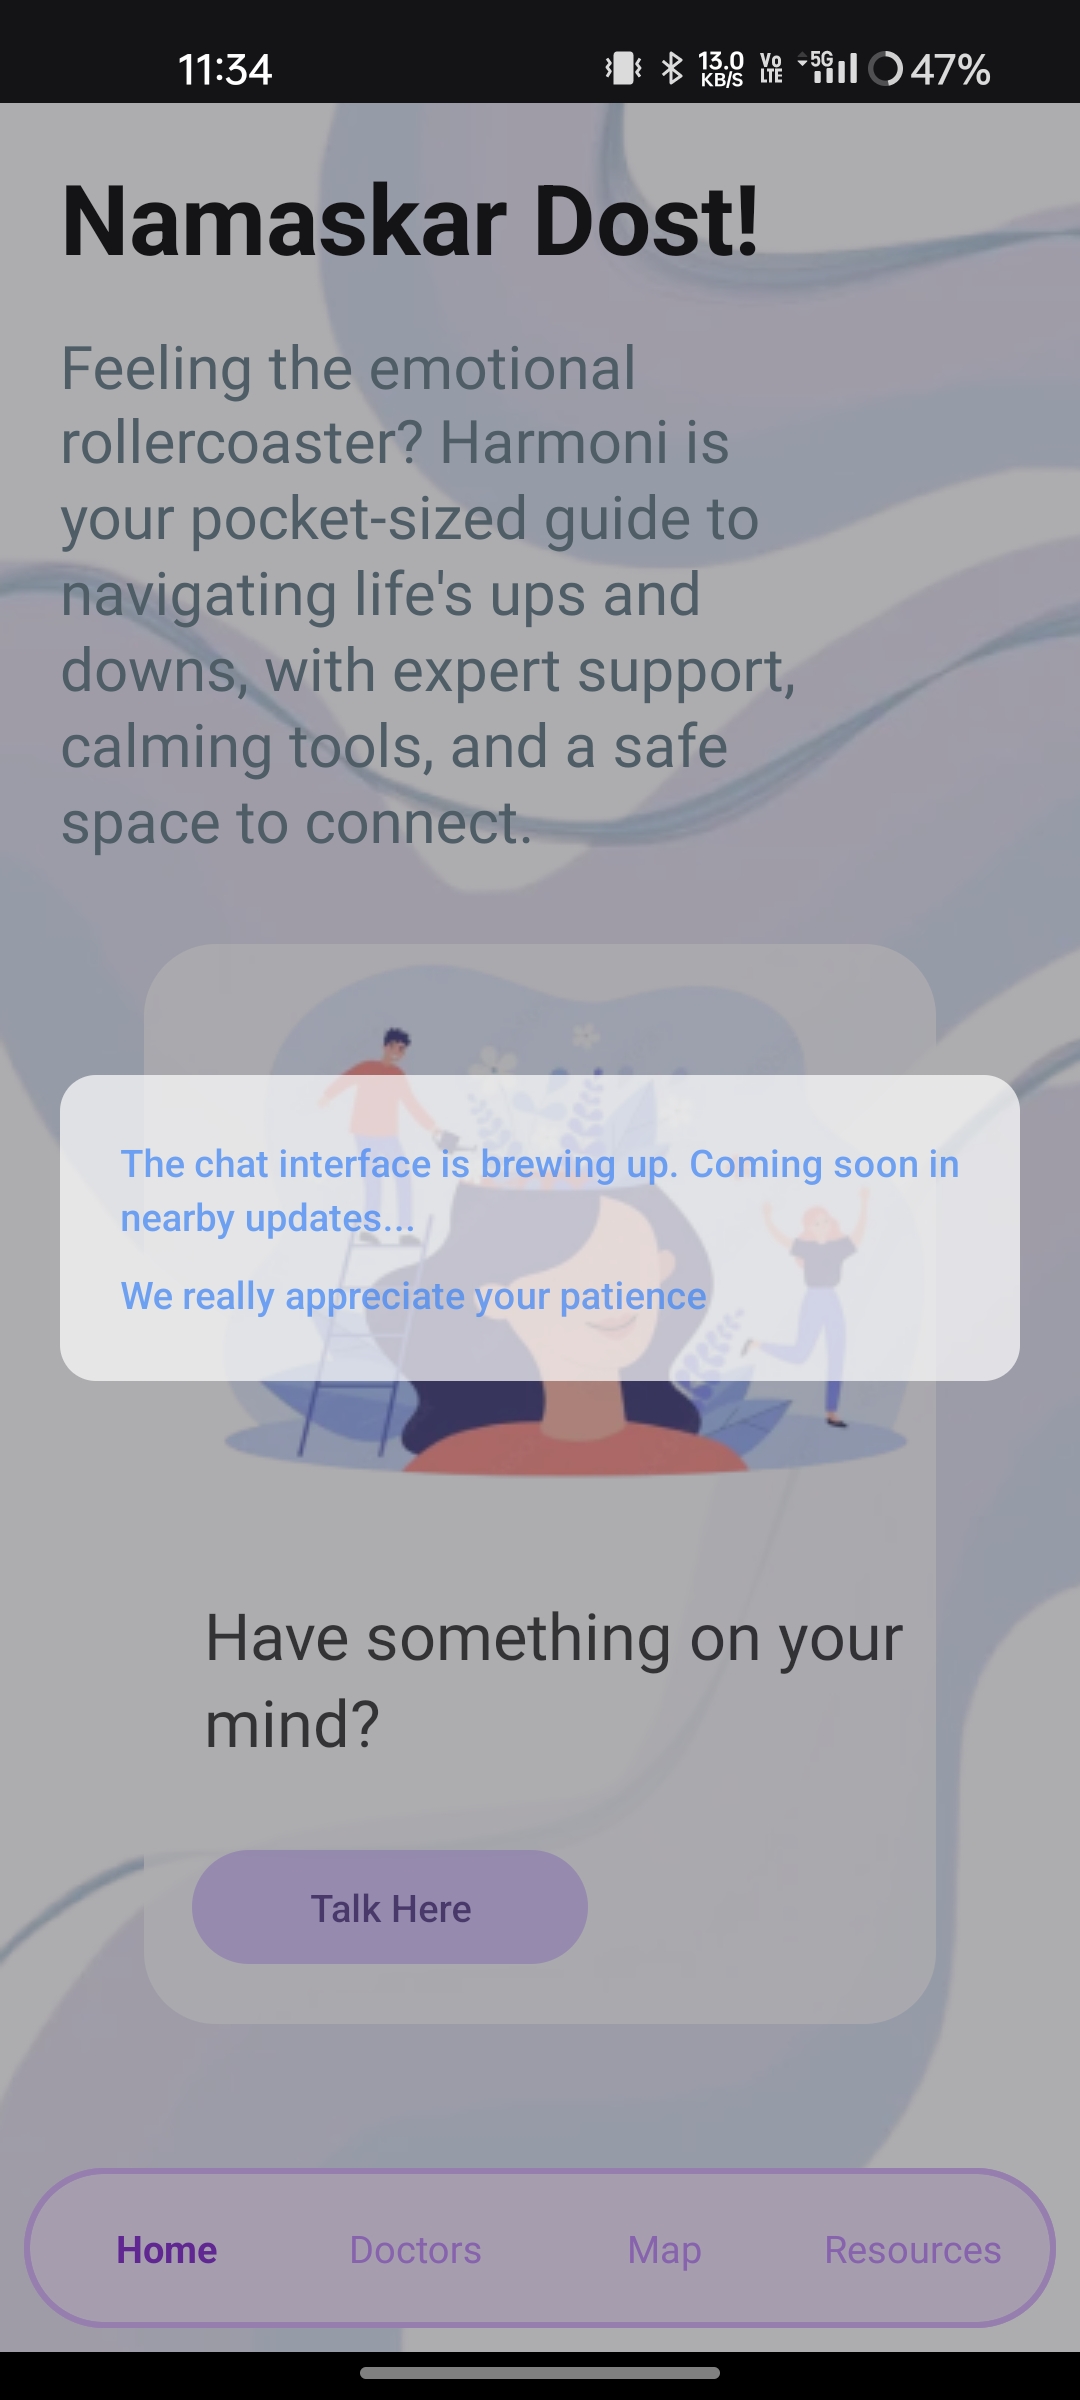 11:34
13.0
KB/S
Vo
LTE
5G
47%
Namaskar Dost!
Feeling the emotional
rollercoaster? Harmoni is
your pocket-sized guide to
navigating life's ups and
downs, with expert support,
calming tools, and a safe
space to connect.
The chat interface is brewing up. Coming soon in
nearby updates...
We really appreciate your patience
Have something on your
mind?
Talk Here
Home
Doctors
Map
Resources